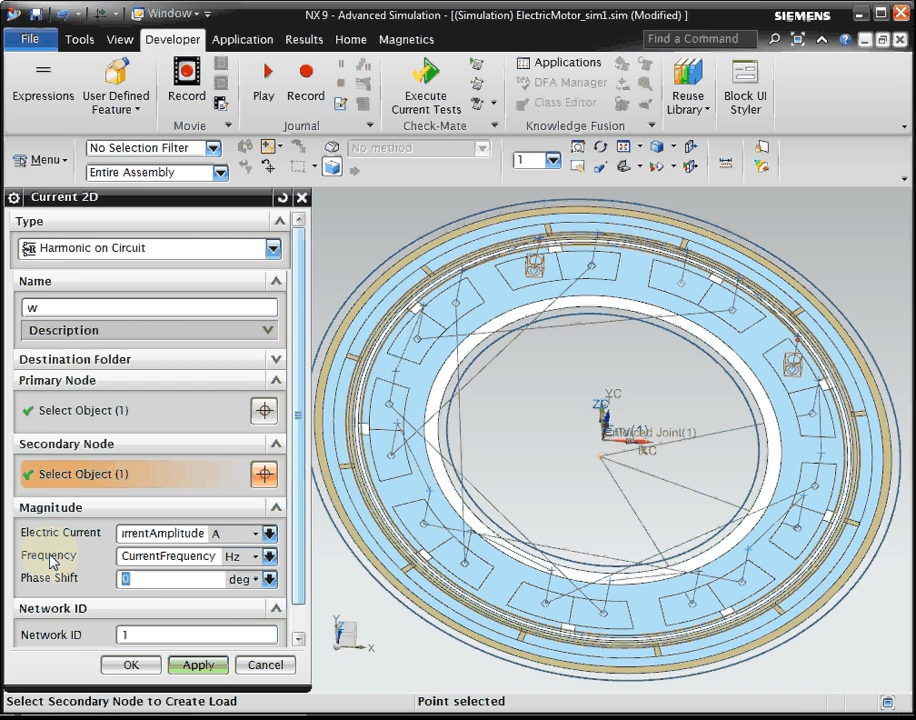 Window
NX 9 - Advanced Simulation - [(Simulation) ElectricMotor_sim1.sim (Modified) ]
SIEMENS
File
Tools
View
Developer
Application
Results
Home
Magnetics
Find a Command
Expressions
User Defined
Feature
Record
Movie
Play
Record
Journal
Execute
Current Tests
Check-Mate
Applications
DFA Manager
Class Editor
Knowledge Fusion
Reuse
Library
Block UI
Styler
Menu
No Selection Filter
Entire Assembly
No method
1
Current 2D
Type
Harmonic on Circuit
Name
w
Description
Destination Folder
Primary Node
Select Object (1)
Secondary Node
Select Object (1)
Magnitude
Electric Current
ırrentAmplitude A
Frequency
CurrentFrequency Hz
Phase Shift
0 deg
Network ID
Network ID 1
OK
Apply
Cancel
YC
Joint(1)
XC
Y
X
Select Secondary Node to Create Load
Point selected